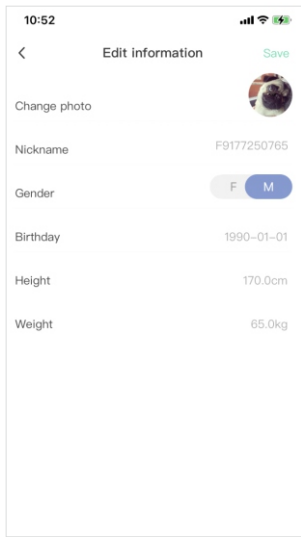 10:52
Edit information
Save
Change photo
Nickname F9177250765
Gender F M
Birthday 1990-01-01
Height 170.0cm
Weight 65.0kg